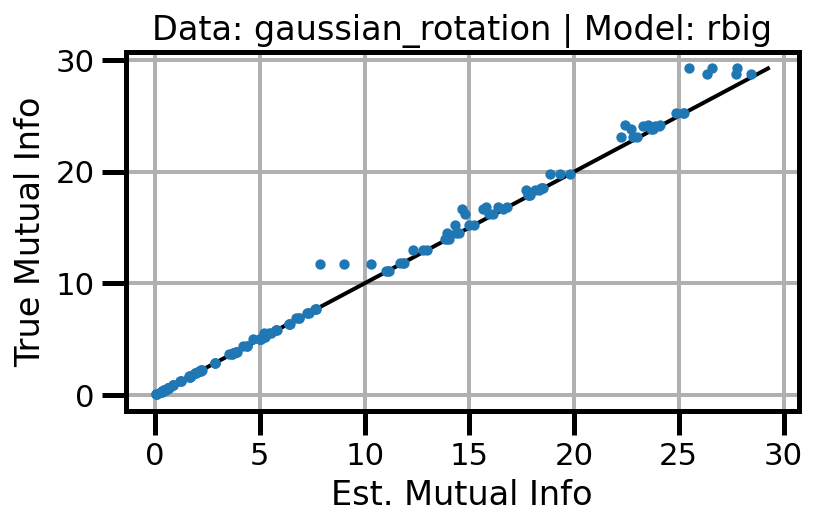 Data: gaussian_rotation | Model: rbig
True Mutual Info
30
20
10
0
0 5 10 15 20 25 30
Est. Mutual Info